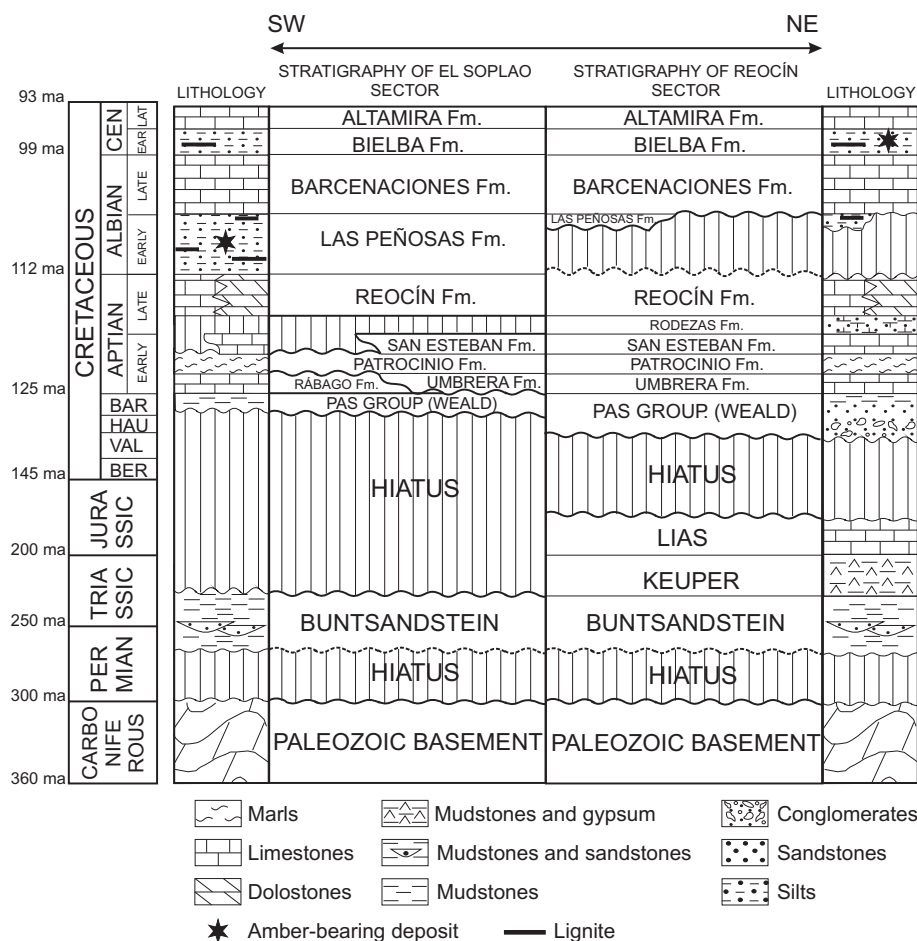 SW NE
STRATIGRAPHY OF EL SOPLAO
SECTOR
STRATIGRAPHY OF REOCÍN
SECTOR
LITHOLOGY
LITHOLOGY
93 ma
99 ma
112 ma
125 ma
145 ma
200 ma
250 ma
300 ma
360 ma
CRETACEOUS
JURA
SSIC
TRIA
SSIC
PER
MIAN
CARBO
NIFE
ROUS
CEN
ALBIAN
APTIAN
BAR
HAU
VAL
BER
LAT
EAR
LATE
EARLY
LATE
EARLY
ALTAMIRA Fm.
BIELBA Fm.
BARCENACIONES Fm.
LAS PEÑOSAS Fm.
REOCÍN Fm.
SAN ESTEBAN Fm.
PATROCINIO Fm.
RÁBAGO Fm.
UMBRERA Fm.
PAS GROUP (WEALD)
HIATUS
BUNTSANDSTEIN
HIATUS
PALEOZOIC BASEMENT
ALTAMIRA Fm.
BIELBA Fm.
BARCENACIONES Fm.
LAS PEÑOSAS Fm.
REOCÍN Fm.
RODEZAS Fm.
SAN ESTEBAN Fm.
PATROCINIO Fm.
UMBRERA Fm.
PAS GROUP. (WEALD)
HIATUS
LIAS
KEUPER
BUNTSANDSTEIN
HIATUS
PALEOZOIC BASEMENT
Marls
Mudstones and gypsum
Conglomerates
Limestones
Mudstones and sandstones
Sandstones
Dolostones
Mudstones
Silts
Amber-bearing deposit
Lignite